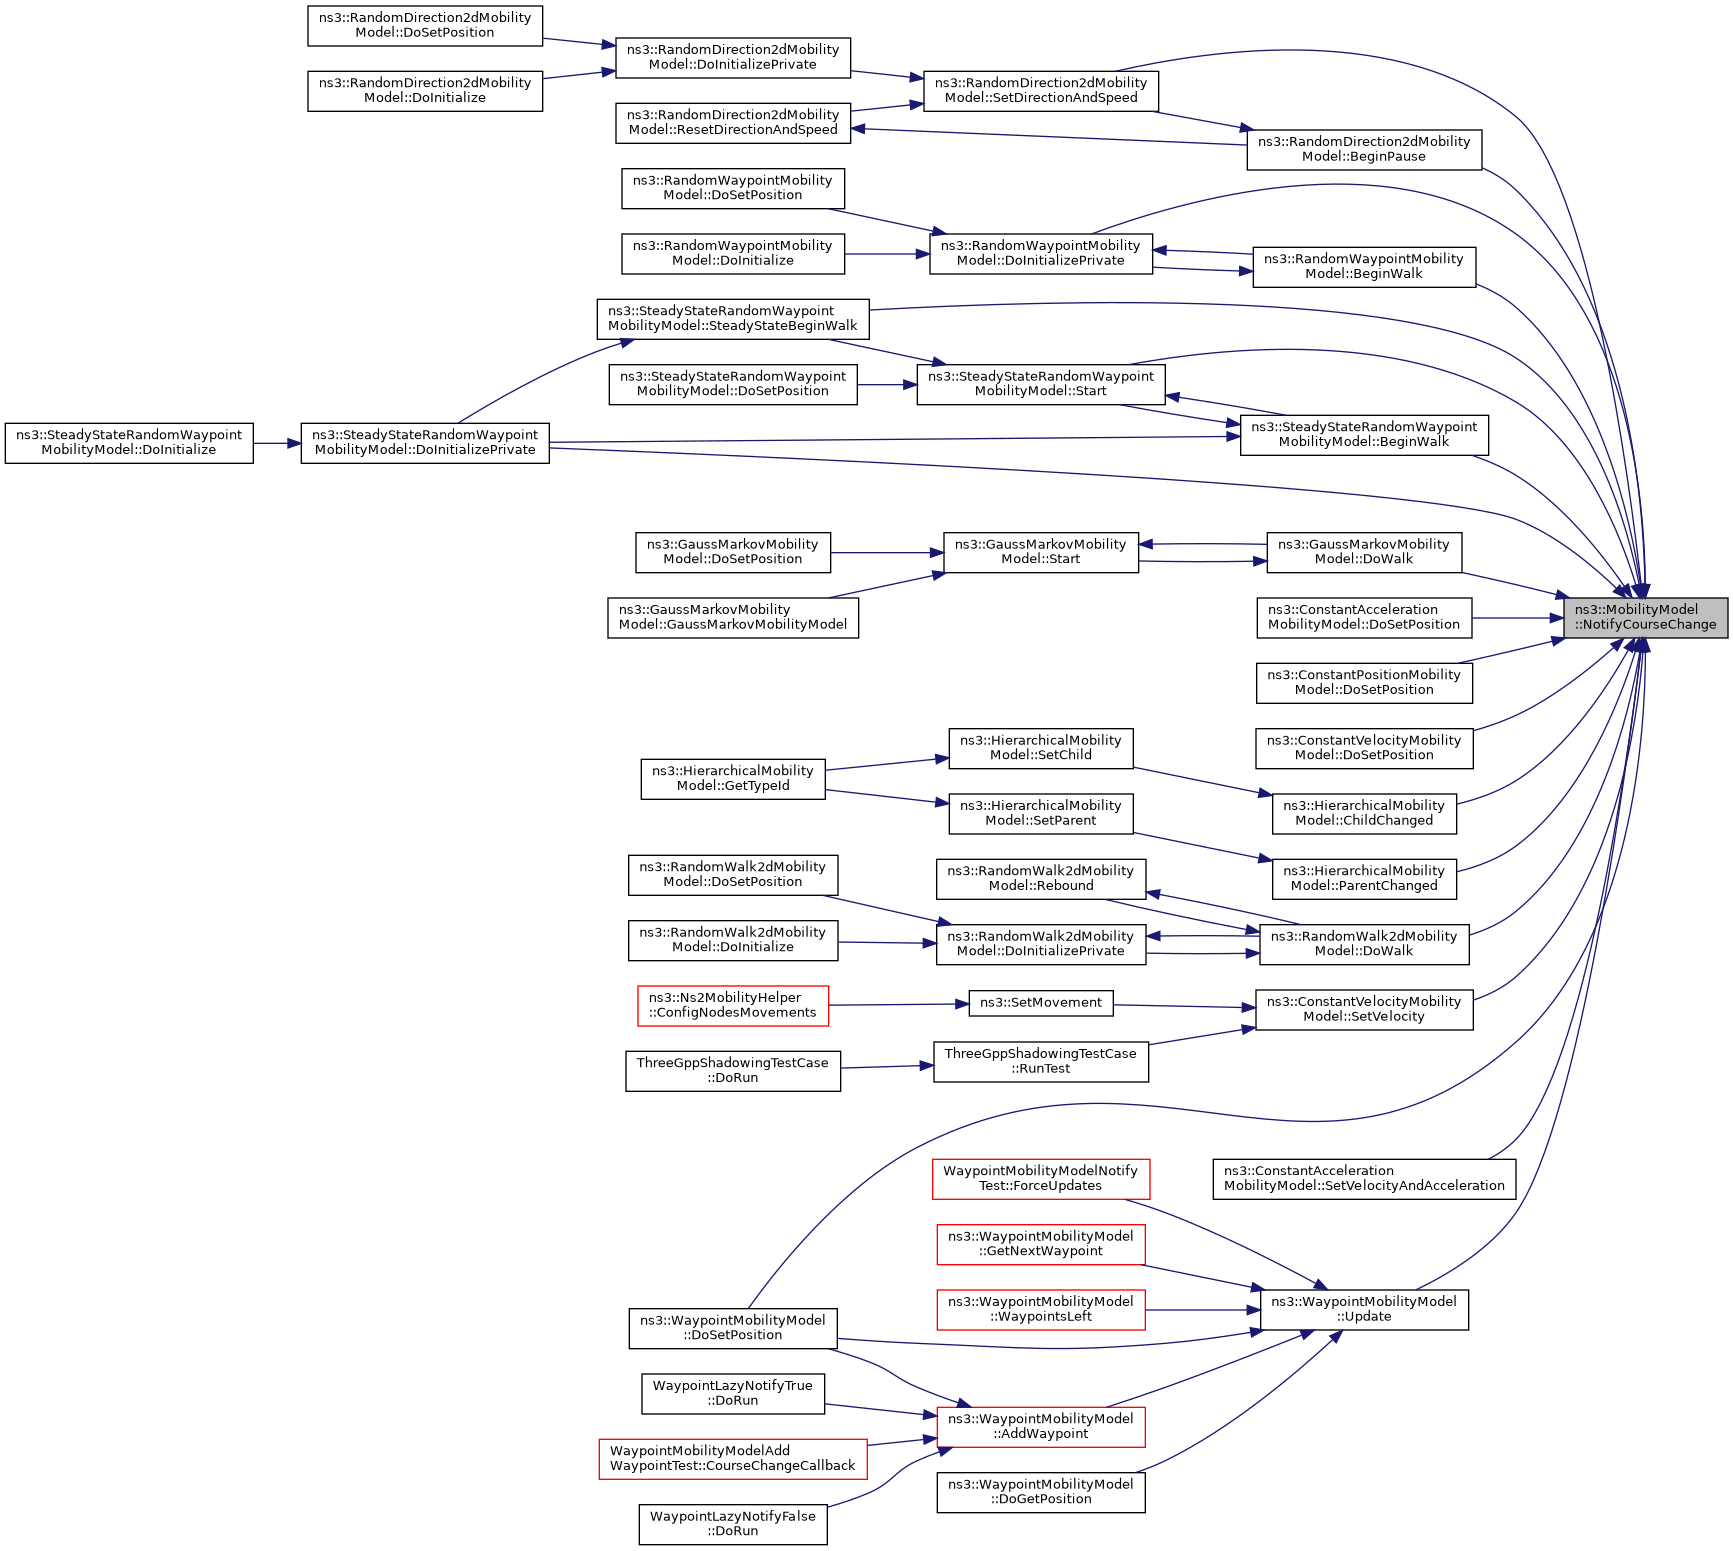 ns3::RandomDirection2dMobility
Model::DoSetPosition
ns3::RandomDirection2dMobility
Model::DoInitializePrivate
ns3::RandomDirection2dMobility
Model::DoInitialize
ns3::RandomDirection2dMobility
Model::SetDirectionAndSpeed
ns3::RandomDirection2dMobility
Model::ResetDirectionAndSpeed
ns3::RandomDirection2dMobility
Model::BeginPause
ns3::RandomWaypointMobility
Model::DoSetPosition
ns3::RandomWaypointMobility
Model::DoInitialize
ns3::RandomWaypointMobility
Model::DoInitializePrivate
ns3::RandomWaypointMobility
Model::BeginWalk
ns3::SteadyStateRandomWaypoint
MobilityModel::SteadyStateBeginWalk
ns3::SteadyStateRandomWaypoint
MobilityModel::DoSetPosition
ns3::SteadyStateRandomWaypoint
MobilityModel::Start
ns3::SteadyStateRandomWaypoint
MobilityModel::BeginWalk
ns3::SteadyStateRandomWaypoint
MobilityModel::DoInitialize
ns3::SteadyStateRandomWaypoint
MobilityModel::DoInitializePrivate
ns3::GaussMarkovMobility
Model::DoSetPosition
ns3::GaussMarkovMobility
Model::Start
ns3::GaussMarkovMobility
Model::DoWalk
ns3::GaussMarkovMobility
Model::GaussMarkovMobilityModel
ns3::ConstantAcceleration
MobilityModel::DoSetPosition
ns3::MobilityModel
::NotifyCourseChange
ns3::ConstantPositionMobility
Model::DoSetPosition
ns3::ConstantVelocityMobility
Model::DoSetPosition
ns3::HierarchicalMobility
Model::SetChild
ns3::HierarchicalMobility
Model::GetTypeId
ns3::HierarchicalMobility
Model::SetParent
ns3::HierarchicalMobility
Model::ChildChanged
ns3::HierarchicalMobility
Model::ParentChanged
ns3::RandomWalk2dMobility
Model::DoSetPosition
ns3::RandomWalk2dMobility
Model::Rebound
ns3::RandomWalk2dMobility
Model::DoInitialize
ns3::RandomWalk2dMobility
Model::DoInitializePrivate
ns3::RandomWalk2dMobility
Model::DoWalk
ns3::Ns2MobilityHelper
::ConfigNodesMovements
ns3::SetMovement
ns3::ConstantVelocityMobility
Model::SetVelocity
ThreeGppShadowingTestCase
::DoRun
ThreeGppShadowingTestCase
::RunTest
WaypointMobilityModelNotify
Test::ForceUpdates
ns3::ConstantAcceleration
MobilityModel::SetVelocityAndAcceleration
ns3::WaypointMobilityModel
::GetNextWaypoint
ns3::WaypointMobilityModel
::WaypointsLeft
ns3::WaypointMobilityModel
::Update
ns3::WaypointMobilityModel
::DoSetPosition
WaypointLazyNotifyTrue
::DoRun
ns3::WaypointMobilityModel
::AddWaypoint
WaypointMobilityModelAdd
WaypointTest::CourseChangeCallback
ns3::WaypointMobilityModel
::DoGetPosition
WaypointLazyNotifyFalse
::DoRun